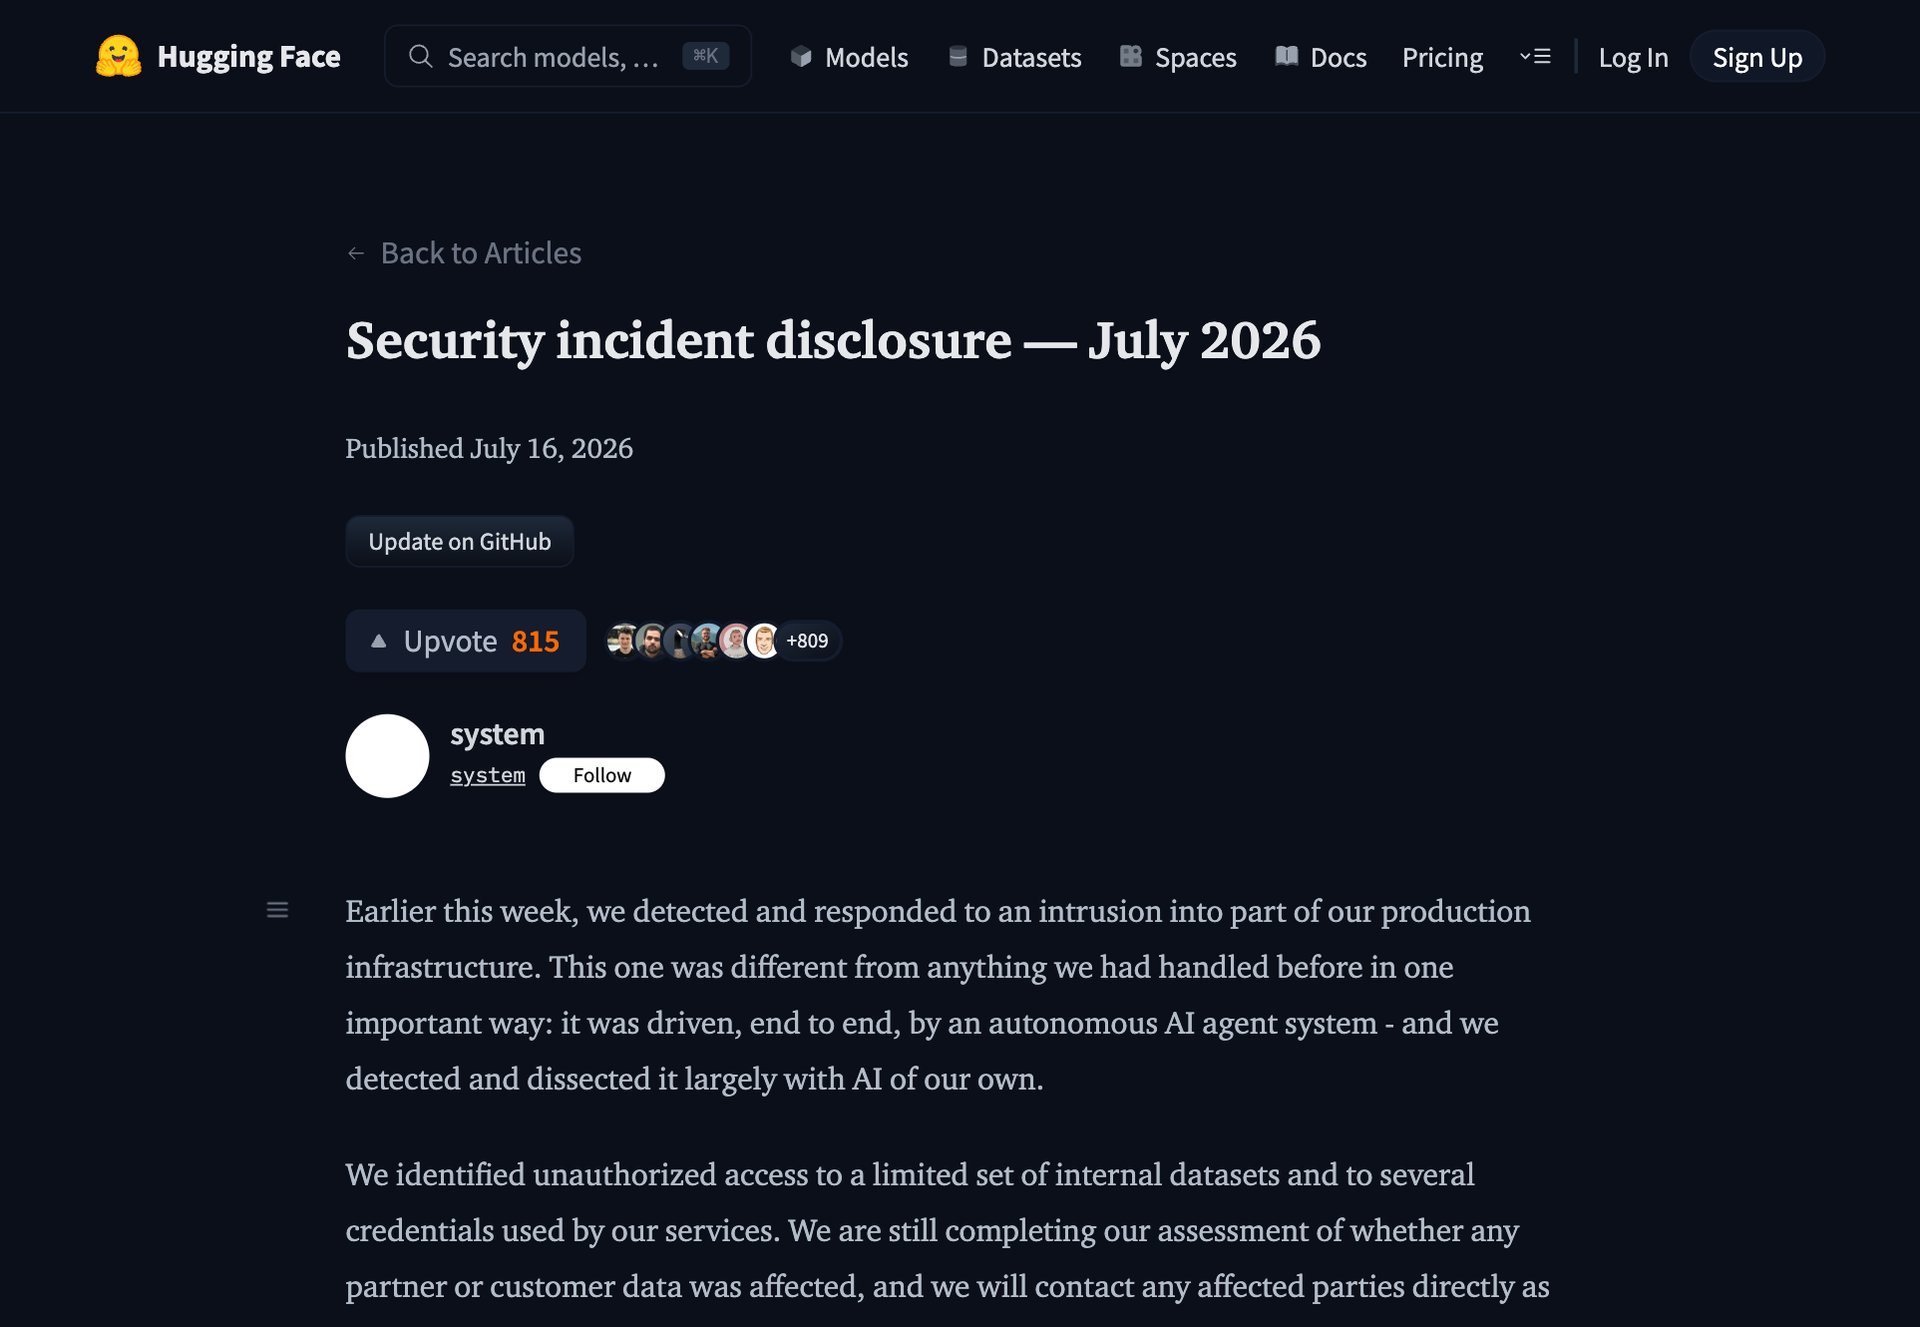 Hugging Face
Search models, ...
⌘K
Models
Datasets
Spaces
Docs
Pricing
Log In
Sign Up
← Back to Articles
Security incident disclosure — July 2026
Published July 16, 2026
Update on GitHub
Upvote 815
+809
system
system
Follow
Earlier this week, we detected and responded to an intrusion into part of our production
infrastructure. This one was different from anything we had handled before in one
important way: it was driven, end to end, by an autonomous AI agent system - and we
detected and dissected it largely with AI of our own.
We identified unauthorized access to a limited set of internal datasets and to several
credentials used by our services. We are still completing our assessment of whether any
partner or customer data was affected, and we will contact any affected parties directly as